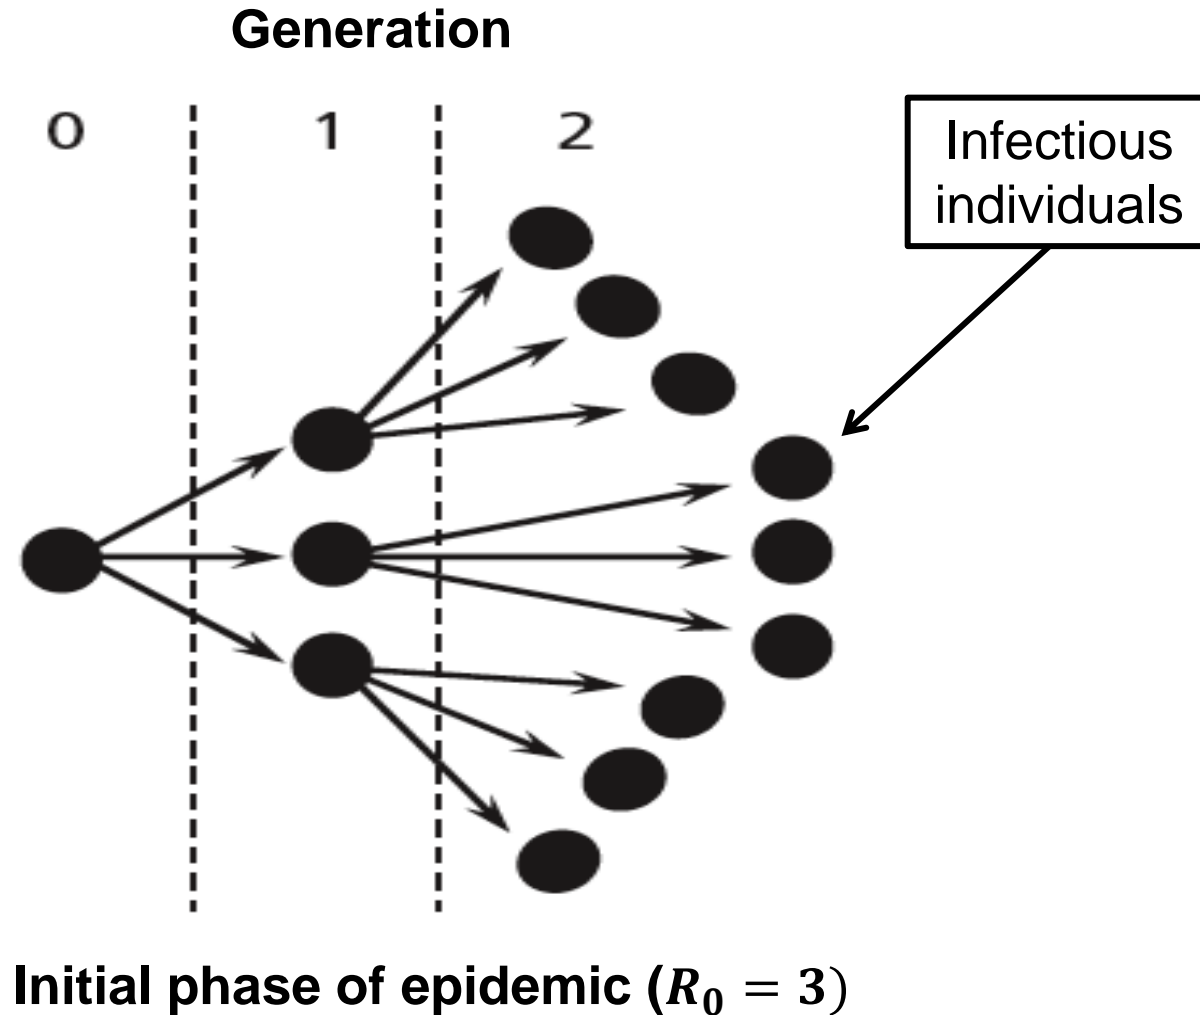 Generation
0 1 2
Infectious
individuals
Initial phase of epidemic (R₀ = 3)